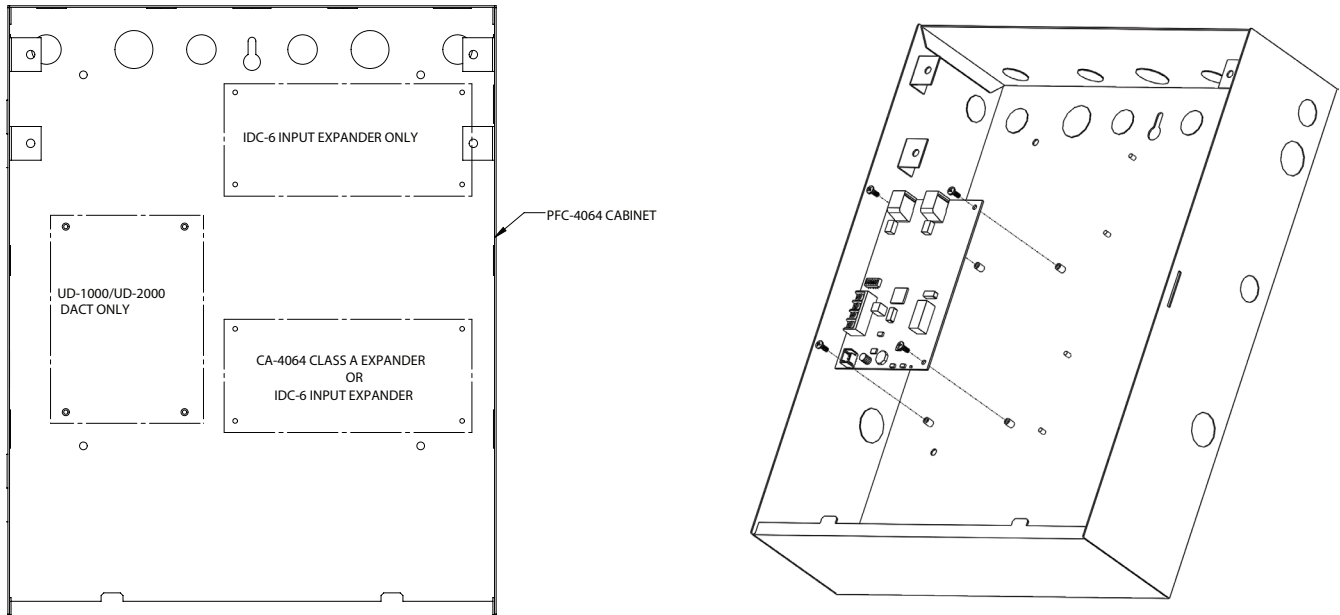 IDC-6 INPUT EXPANDER ONLY
PFC-4064 CABINET
UD-1000/UD-2000
DACT ONLY
CA-4064 CLASS A EXPANDER
OR
IDC-6 INPUT EXPANDER